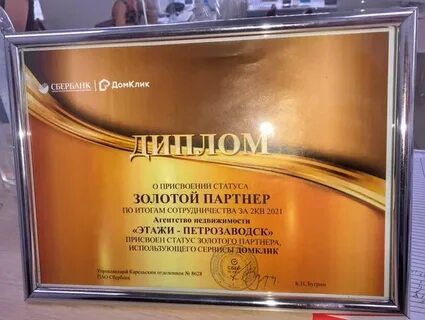 СБЕРБАНК | ДомКлик
ДИПЛОМ
О ПРИСВОЕНИИ СТАТУСА
ЗОЛОТОЙ ПАРТНЕР
ПО ИТОГАМ СОТРУДНИЧЕСТВА ЗА 2КВ 2021
Агентство недвижимости
«ЭТАЖИ - ПЕТРОЗАВОДСК»
ПРИСВОЕН СТАТУС ЗОЛОТОГО ПАРТНЕРА,
ИСПОЛЬЗУЮЩЕГО СЕРВИСЫ ДОМКЛИК
Управляющий Карельским отделением № 8628
ПАО Сбербанк
СБЕР